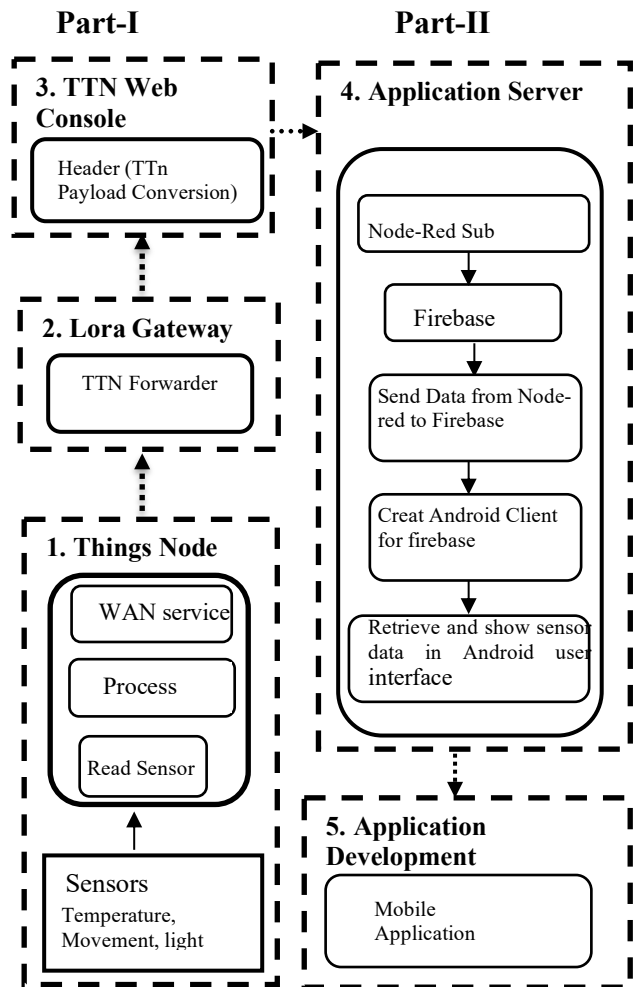 Part-I
Part-II
3. TTN Web
Console
Header (TTn
Payload Conversion)
2. Lora Gateway
TTN Forwarder
1. Things Node
WAN service
Process
Read Sensor
Sensors
Temperature,
Movement, light
4. Application Server
Node-Red Sub
Firebase
Send Data from Node-
red to Firebase
Creat Android Client
for firebase
Retrieve and show sensor
data in Android user
interface
5. Application
Development
Mobile
Application